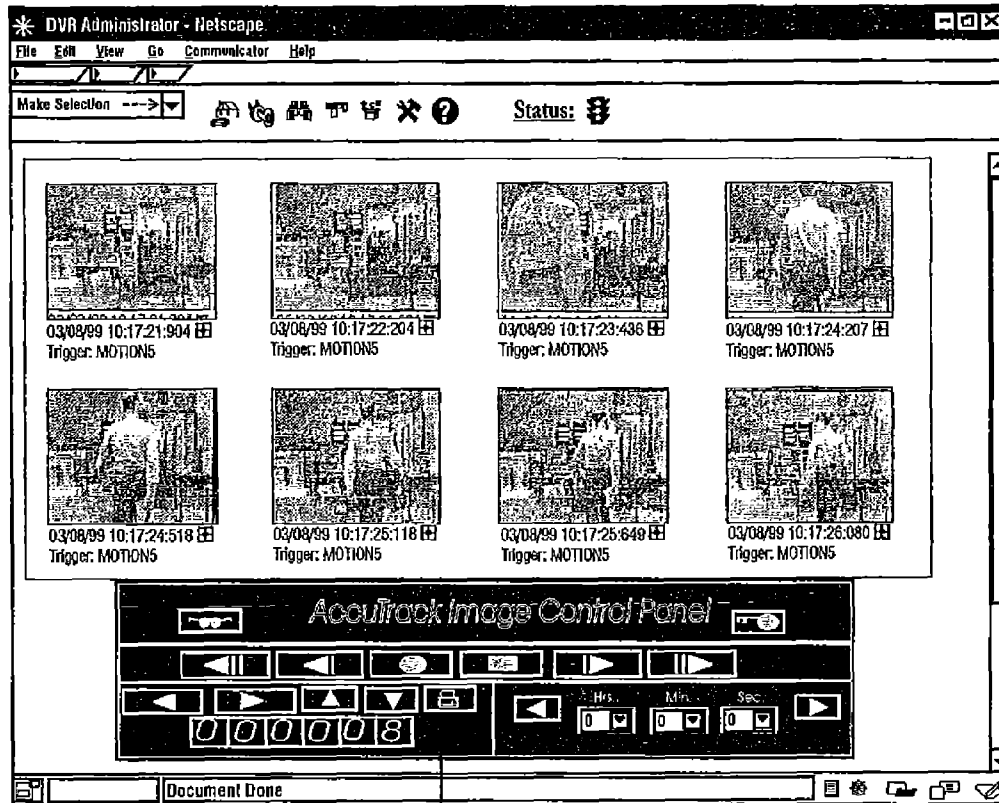 DVR Administrator - Netscape
File Edit View Go Communicator Help
Make Selection ---> Status:
03/08/99 10:17:21:904 03/08/99 10:17:22:204 03/08/99 10:17:23:436 03/08/99 10:17:24:207
Trigger: MOTION5 Trigger: MOTION5 Trigger: MOTION5 Trigger: MOTION5
03/08/99 10:17:24:518 03/08/99 10:17:25:118 03/08/99 10:17:25:649 03/08/99 10:17:26:080
Trigger: MOTION5 Trigger: MOTION5 Trigger: MOTION5 Trigger: MOTION5
AccuTrack Image Control Panel
Hrs. Min. Sec.
0 0 0
000008
Document Done